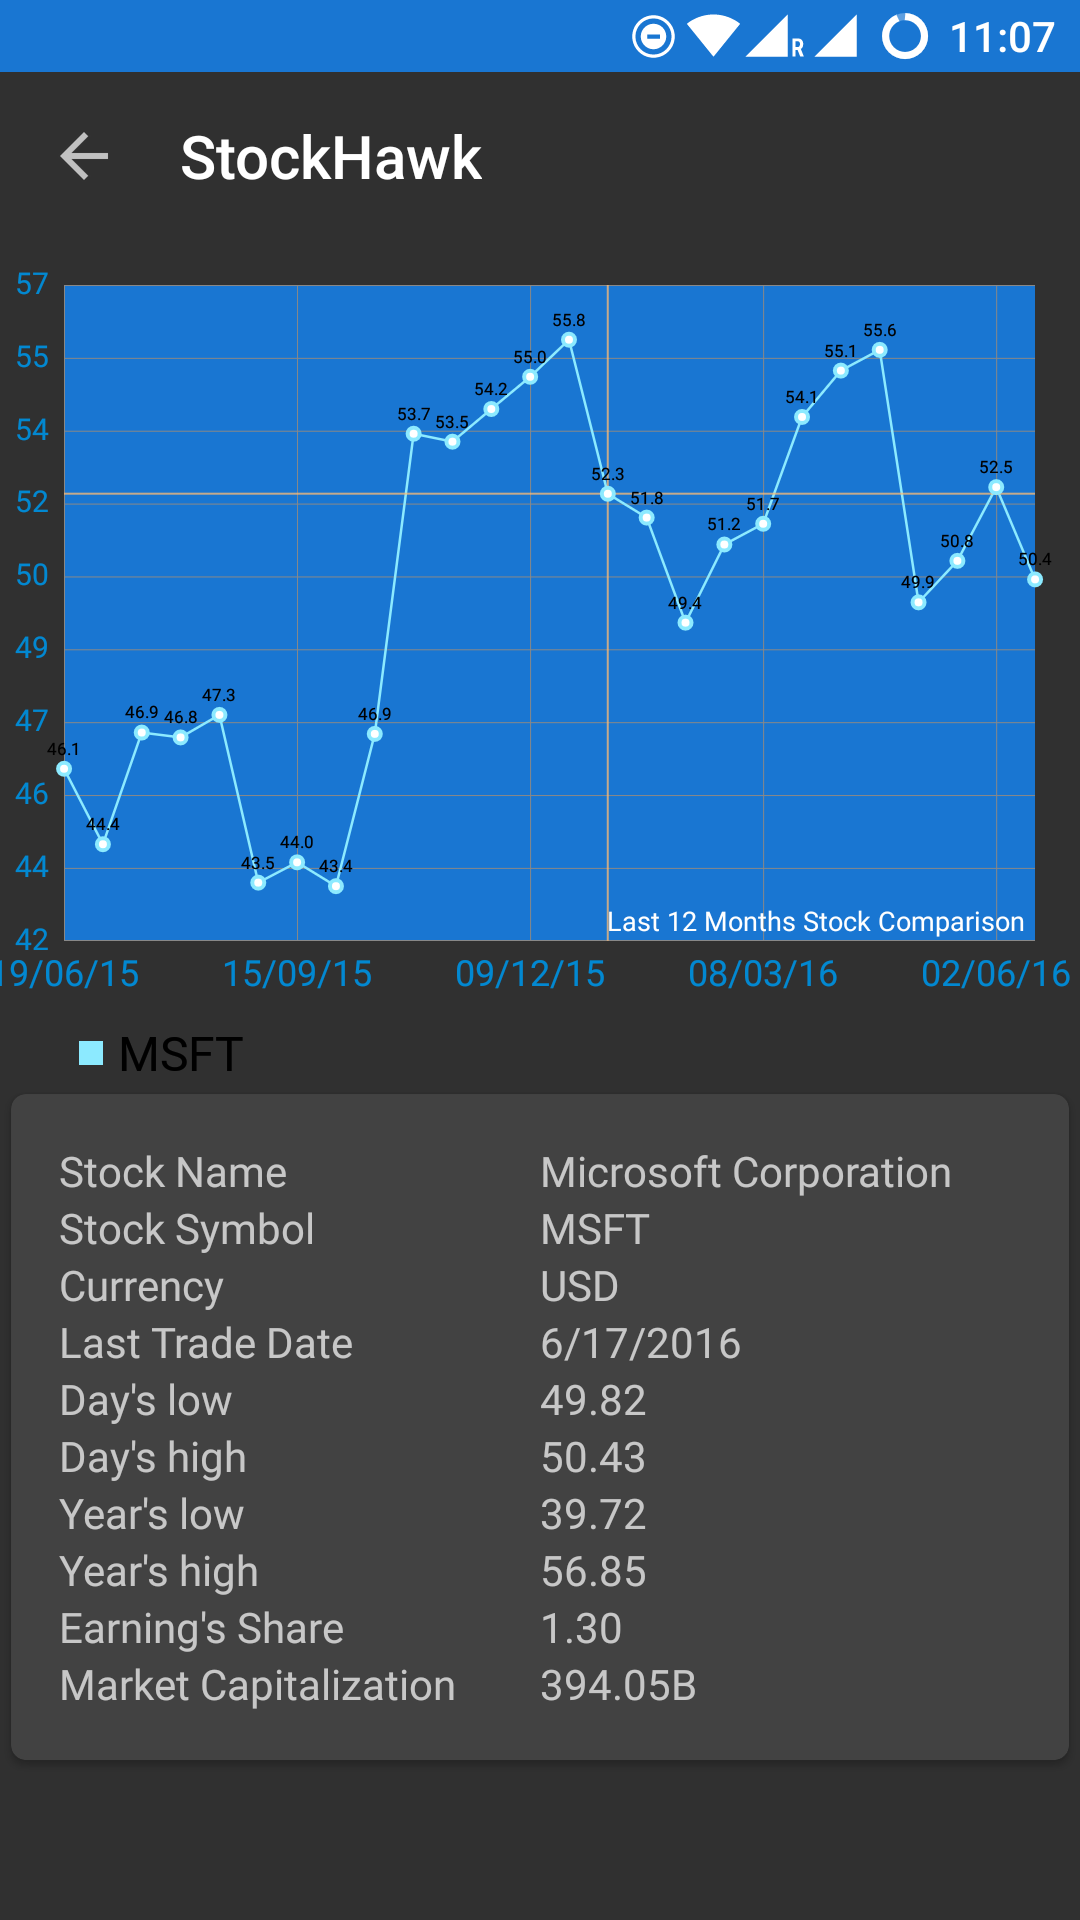 R 11:07
StockHawk
57
55
54
52
50
49
47
46
44
42
46.1
44.4
46.9
46.8
47.3
43.5
44.0
43.4
46.9
53.7
53.5
54.2
55.0
55.8
52.3
51.8
49.4
51.2
51.7
54.1
55.1
55.6
49.9
50.8
52.5
50.4
Last 12 Months Stock Comparison
19/06/15 15/09/15 09/12/15 08/03/16 02/06/16
MSFT
Stock Name Microsoft Corporation
Stock Symbol MSFT
Currency USD
Last Trade Date 6/17/2016
Day's low 49.82
Day's high 50.43
Year's low 39.72
Year's high 56.85
Earning's Share 1.30
Market Capitalization 394.05B